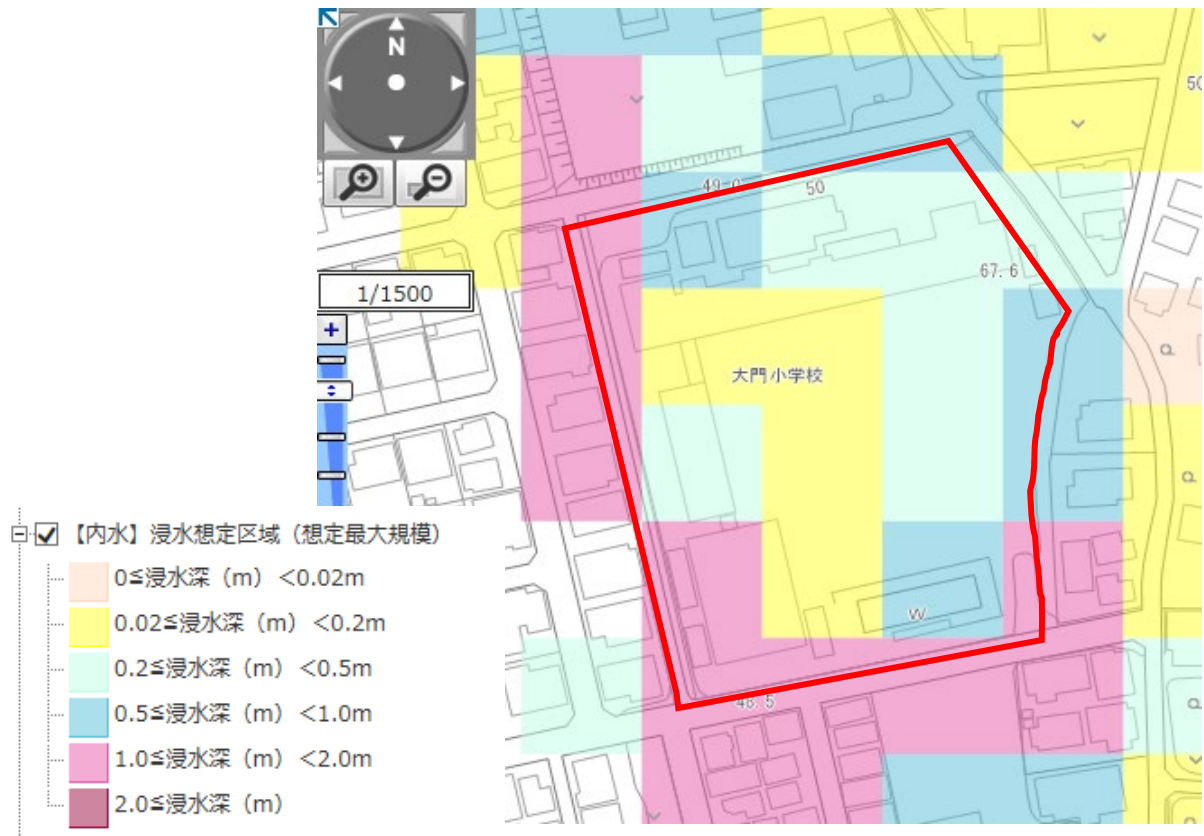 N
50
49.0
50
67.6
1/1500
+
大門小学校
W
48.5
【内水】浸水想定区域（想定最大規模）
0≦浸水深（m）<0.02m
0.02≦浸水深（m）<0.2m
0.2≦浸水深（m）<0.5m
0.5≦浸水深（m）<1.0m
1.0≦浸水深（m）<2.0m
2.0≦浸水深（m）